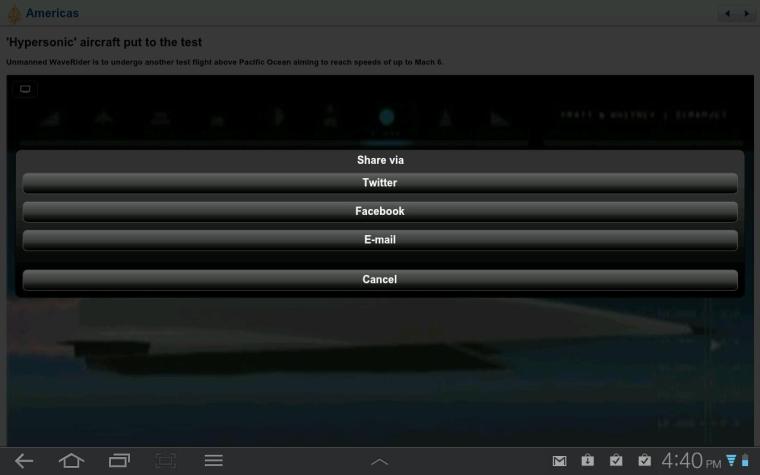 Americas
'Hypersonic' aircraft put to the test
Unmanned WaveRider is to undergo another test flight above Pacific Ocean aiming to reach speeds of up to Mach 6.
PRATT & WHITNEY | SCRAMJET
Share via
Twitter
Facebook
E-mail
Cancel
4:40 PM